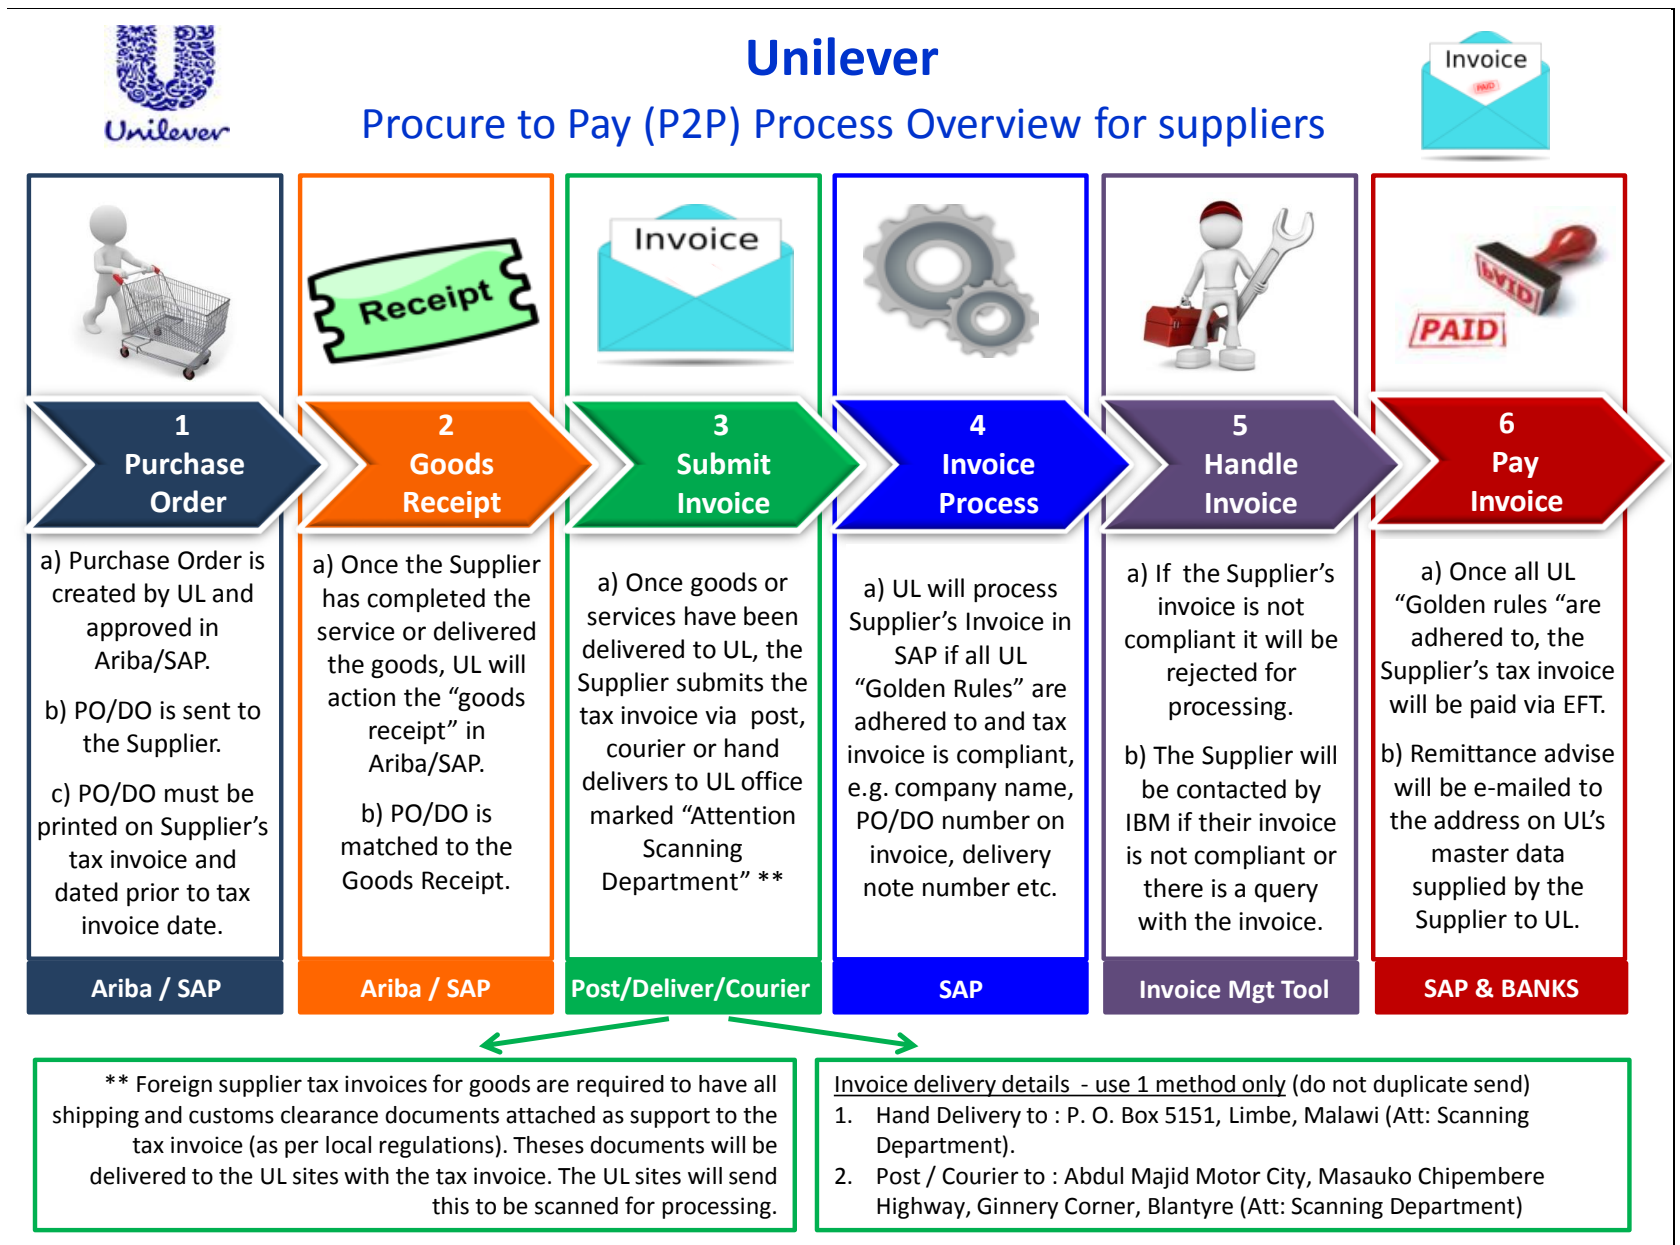 Unilever
Unilever
Procure to Pay (P2P) Process Overview for suppliers
Invoice
PAID
Receipt
Invoice
PAID
PAID
1
Purchase
Order
2
Goods
Receipt
3
Submit
Invoice
4
Invoice
Process
5
Handle
Invoice
6
Pay
Invoice
a) Purchase Order is
created by UL and
approved in
Ariba/SAP.
b) PO/DO is sent to
the Supplier.
c) PO/DO must be
printed on Supplier's
tax invoice and
dated prior to tax
invoice date.
a) Once the Supplier
has completed the
service or delivered
the goods, UL will
action the “goods
receipt” in
Ariba/SAP.
b) PO/DO is
matched to the
Goods Receipt.
a) Once goods or
services have been
delivered to UL, the
Supplier submits the
tax invoice via  post,
courier or hand
delivers to UL office
marked “Attention
Scanning
Department” **
a) UL will process
Supplier’s Invoice in
SAP if all UL
“Golden Rules” are
adhered to and tax
invoice is compliant,
e.g. company name,
PO/DO number on
invoice, delivery
note number etc.
a) If  the Supplier’s
invoice is not
compliant it will be
rejected for
processing.
b) The Supplier will
be contacted by
IBM if their invoice
is not compliant or
there is a query
with the invoice.
a) Once all UL
“Golden rules “are
adhered to, the
Supplier’s tax invoice
will be paid via EFT.
b) Remittance advise
will be e-mailed to
the address on UL’s
master data
supplied by the
Supplier to UL.
Ariba / SAP
Ariba / SAP
Post/Deliver/Courier
SAP
Invoice Mgt Tool
SAP & BANKS
** Foreign supplier tax invoices for goods are required to have all
shipping and customs clearance documents attached as support to the
tax invoice (as per local regulations). Theses documents will be
delivered to the UL sites with the tax invoice. The UL sites will send
this to be scanned for processing.
Invoice delivery details  - use 1 method only (do not duplicate send)
1. Hand Delivery to : P. O. Box 5151, Limbe, Malawi (Att: Scanning
Department).
2. Post / Courier to : Abdul Majid Motor City, Masauko Chipembere
Highway, Ginnery Corner, Blantyre (Att: Scanning Department)